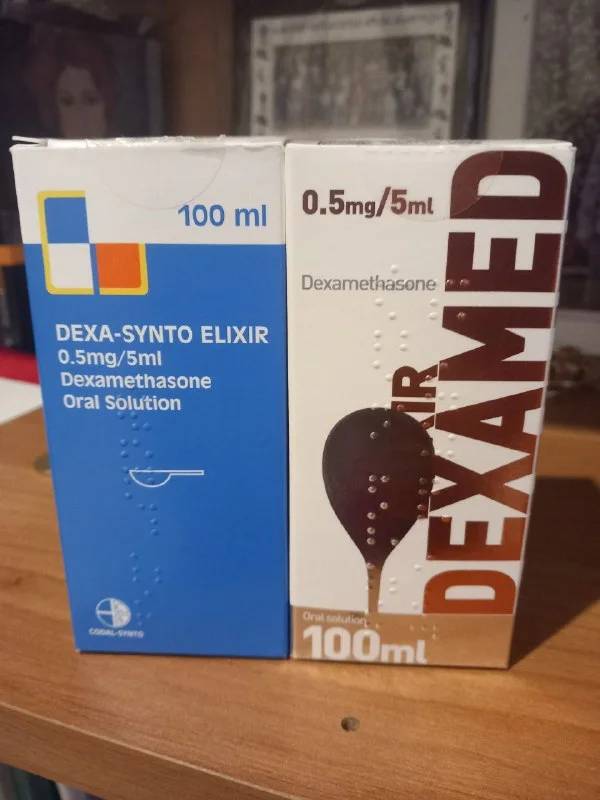 100 ml
DEXA-SYNTO ELIXIR
0.5mg/5ml
Dexamethasone
Oral Solution
CODAL-SYNTO
0.5mg/5ml
Dexamethasone
DEXAMED
Oral solution
100ml